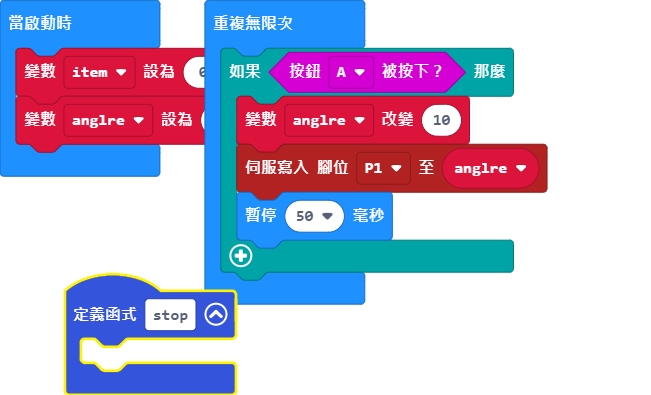 當啟動時
變數 item 設為
變數 anglre 設為
重複無限次
如果 按鈕 A 被按下？ 那麼
變數 anglre 改變 10
伺服寫入 腳位 P1 至 anglre
暫停 50 毫秒
定義函式 stop